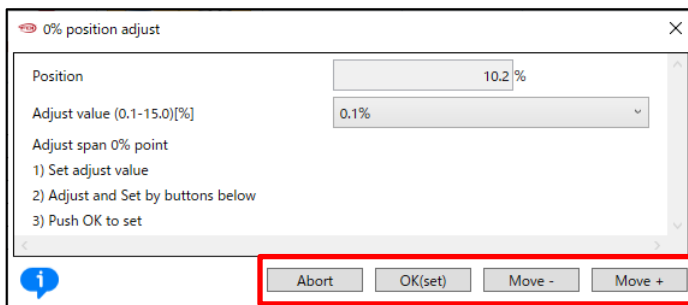 0% position adjust
Position 10.2 %
Adjust value (0.1-15.0)[%] 0.1%
Adjust span 0% point
1) Set adjust value
2) Adjust and Set by buttons below
3) Push OK to set
Abort OK(set) Move - Move +